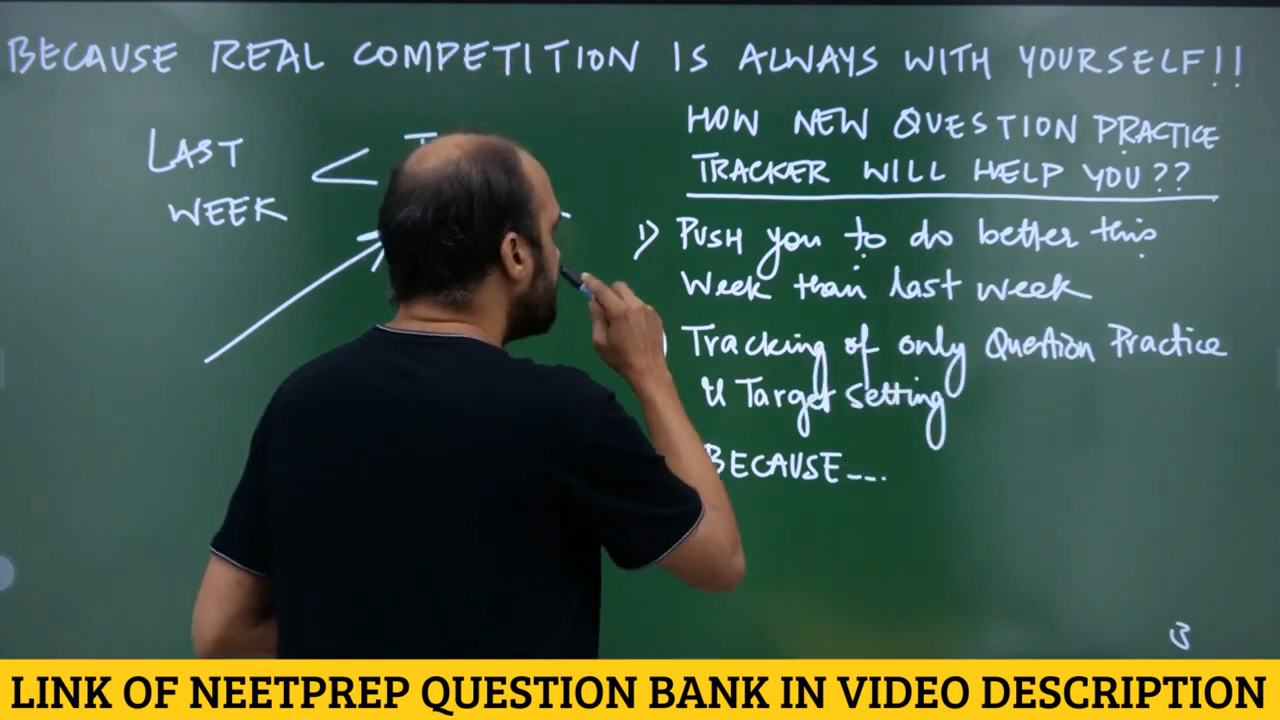 BECAUSE REAL COMPETITION IS ALWAYS WITH YOURSELF!!
LAST <
WEEK
HOW NEW QUESTION PRACTICE
TRACKER WILL HELP YOU??
1) PUSH you to do better this
Week than last week
) Tracking of only Question Practice
Target Setting
BECAUSE---.
LINK OF NEETPREP QUESTION BANK IN VIDEO DESCRIPTION